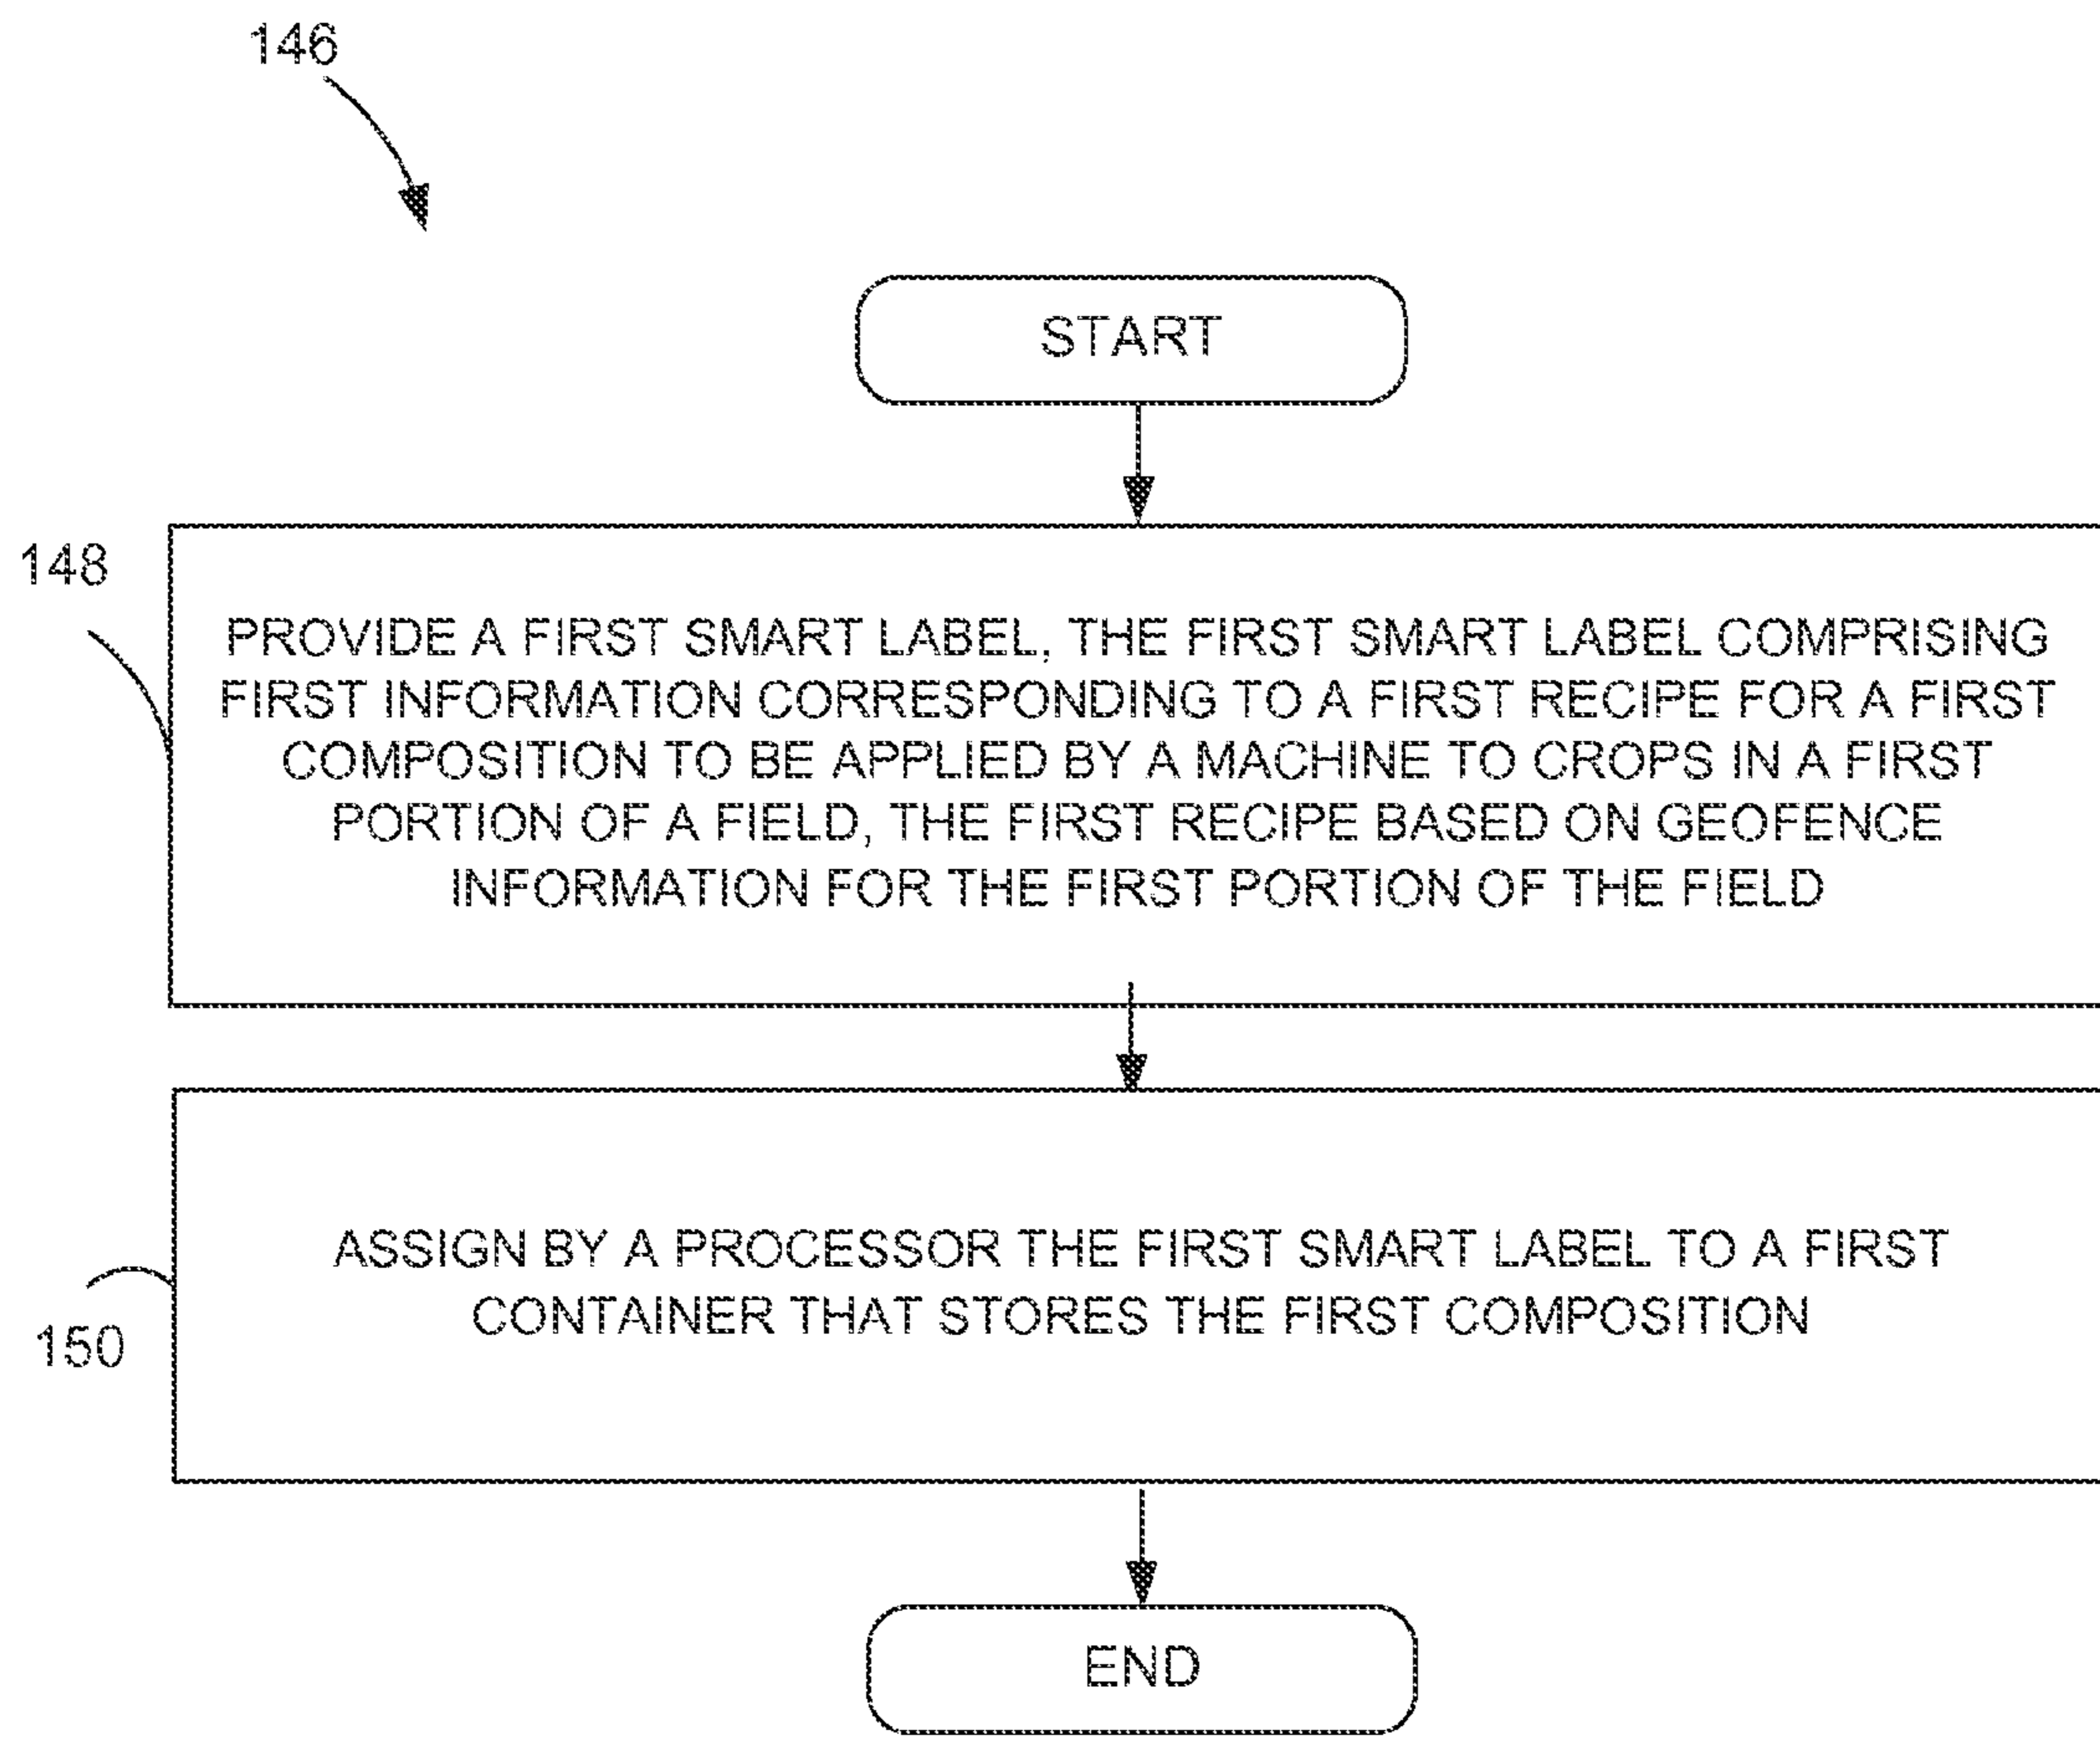 146
START
148
PROVIDE A FIRST SMART LABEL, THE FIRST SMART LABEL COMPRISING
FIRST INFORMATION CORRESPONDING TO A FIRST RECIPE FOR A FIRST
COMPOSITION TO BE APPLIED BY A MACHINE TO CROPS IN A FIRST
PORTION OF A FIELD, THE FIRST RECIPE BASED ON GEOFENCE
INFORMATION FOR THE FIRST PORTION OF THE FIELD
ASSIGN BY A PROCESSOR THE FIRST SMART LABEL TO A FIRST
CONTAINER THAT STORES THE FIRST COMPOSITION
150
END